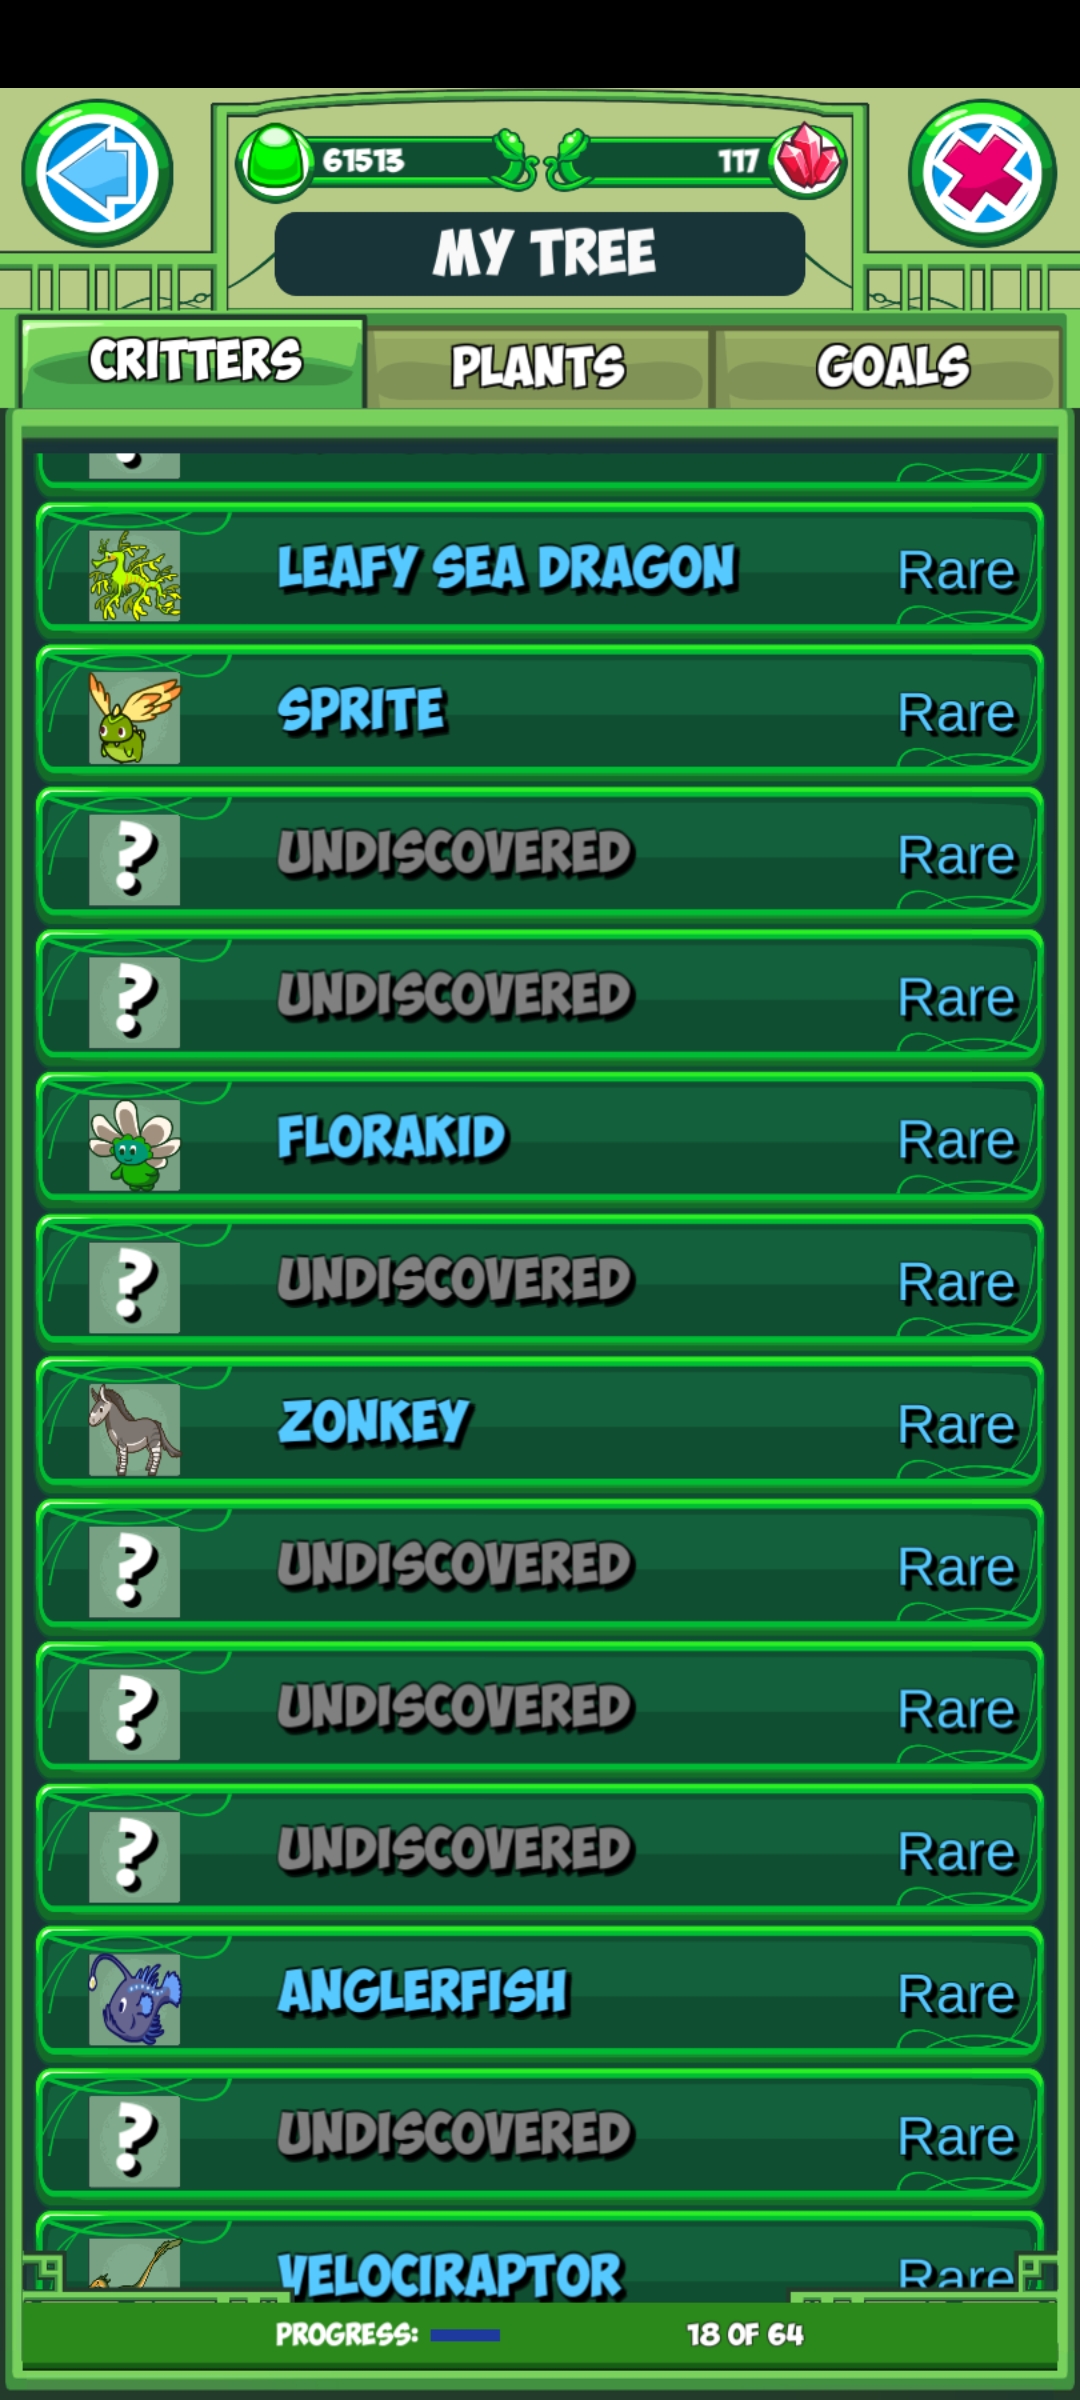 61513
117
MY TREE
CRITTERS
PLANTS
GOALS
?
LEAFY SEA DRAGON Rare
SPRITE Rare
? UNDISCOVERED Rare
? UNDISCOVERED Rare
FLORAKID Rare
? UNDISCOVERED Rare
ZONKEY Rare
? UNDISCOVERED Rare
? UNDISCOVERED Rare
? UNDISCOVERED Rare
ANGLERFISH Rare
? UNDISCOVERED Rare
VELOCIRAPTOR Rare
PROGRESS: 18 OF 64